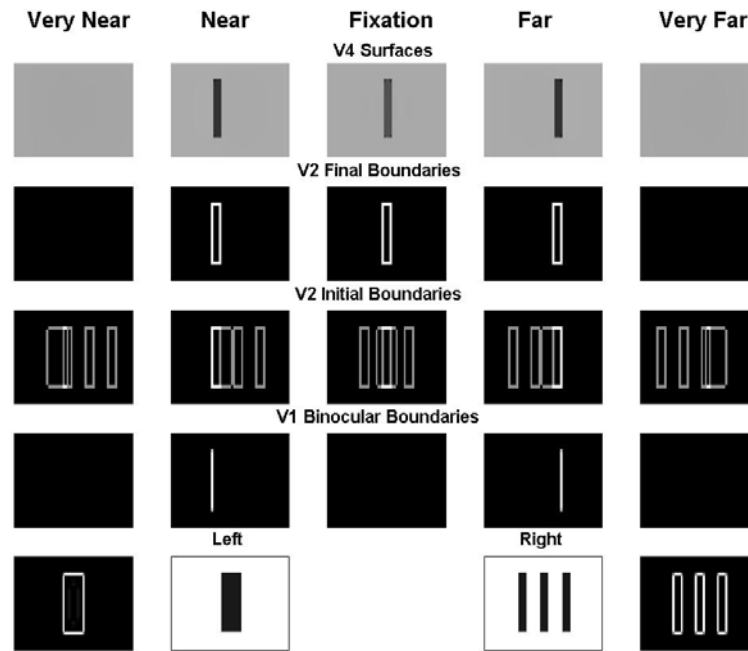 Very Near Near Fixation Far Very Far
V4 Surfaces
V2 Final Boundaries
V2 Initial Boundaries
V1 Binocular Boundaries
Left Right